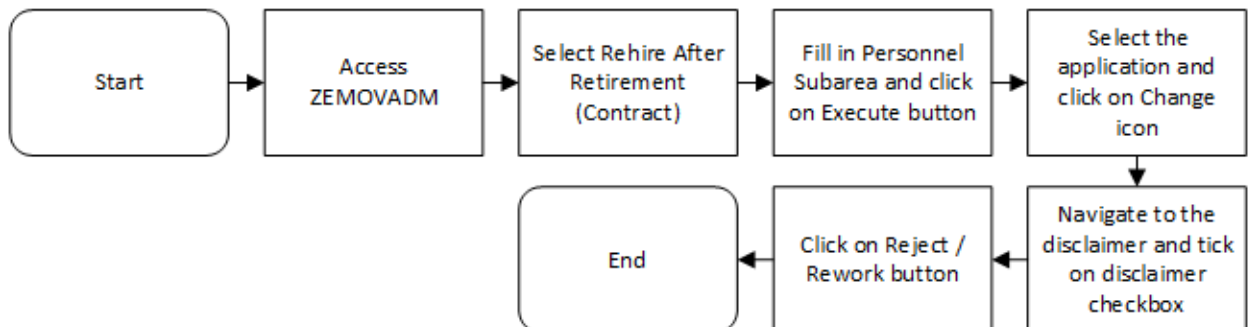 Start
Access
ZEMOVADM
Select Rehire After
Retirement
(Contract)
Fill in Personnel
Subarea and click
on Execute button
Select the
application and
click on Change
icon
Navigate to the
disclaimer and tick
on disclaimer
checkbox
Click on Reject /
Rework button
End